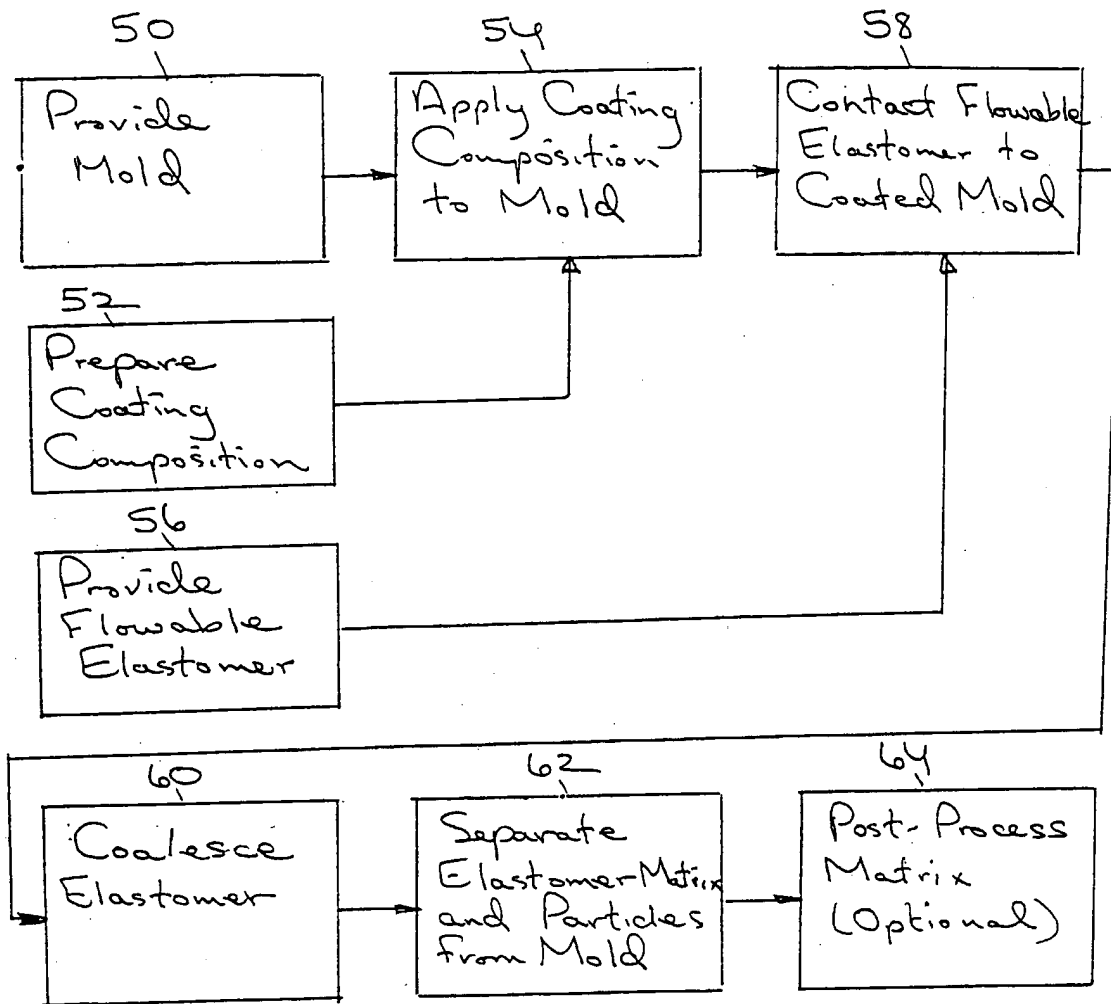 50
Provide
Mold
54
Apply Coating
Composition
to Mold
58
Contact Flowable
Elastomer to
Coated Mold
52
Prepare
Coating
Composition
56
Provide
Flowable
Elastomer
60
Coalesce
Elastomer
62
Separate
Elastomer Matrix
and Particles
from Mold
64
Post-Process
Matrix
(Optional)